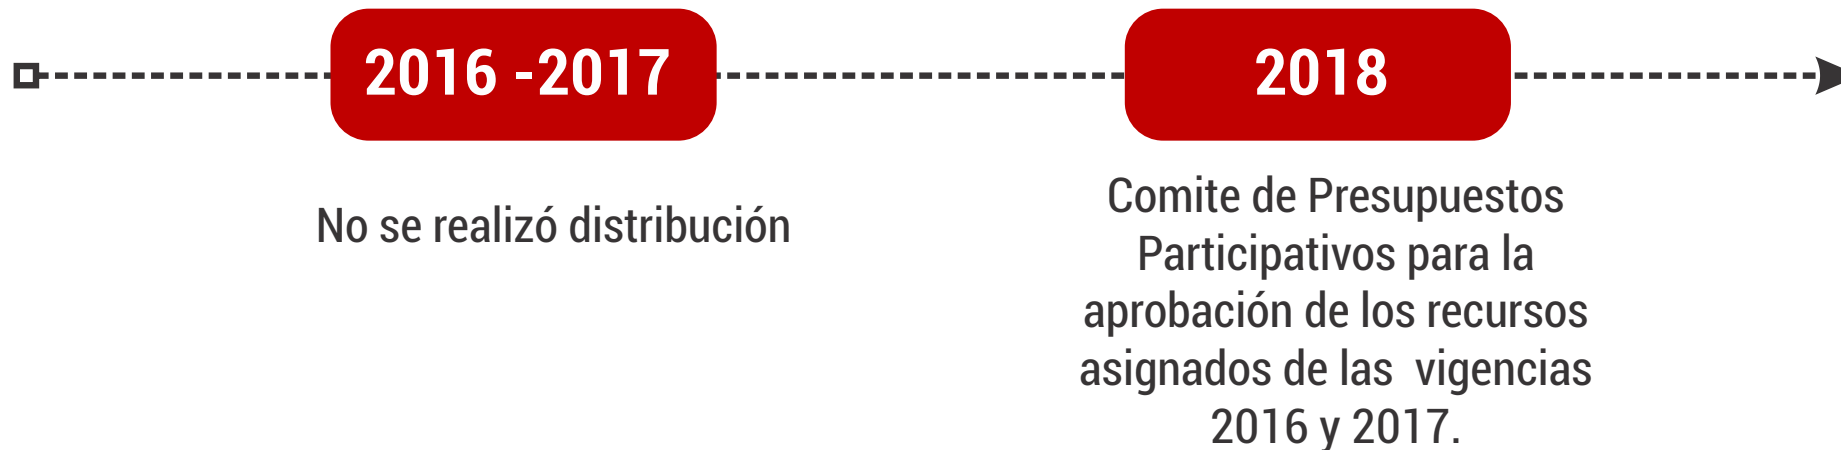 2016 -2017
No se realizó distribución
2018
Comite de Presupuestos
Participativos para la
aprobación de los recursos
asignados de las  vigencias
2016 y 2017.